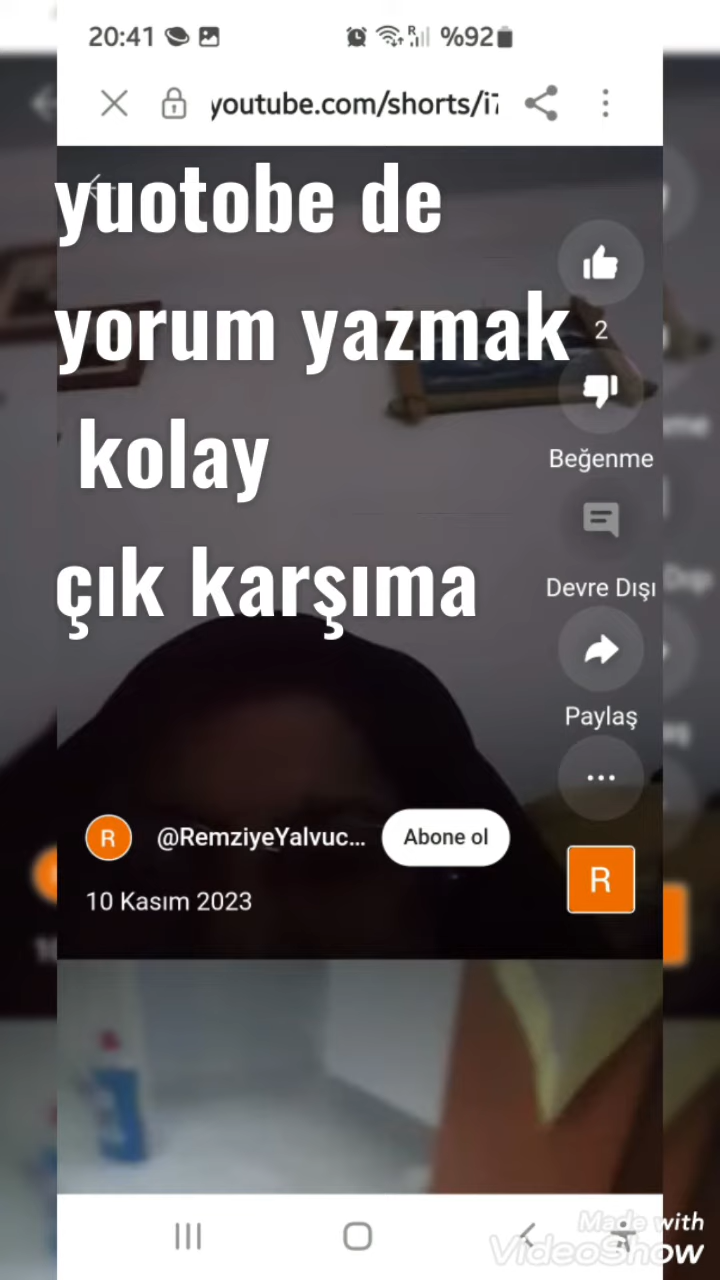 20:41 %92
youtube.com/shorts/i7
yuotobe de
yorum yazmak
2
kolay
Beğenme
çık karşıma
Devre Dışı
Paylaş
R @RemziyeYalvuc... Abone ol
R
10 Kasım 2023
Made with
VideoShow